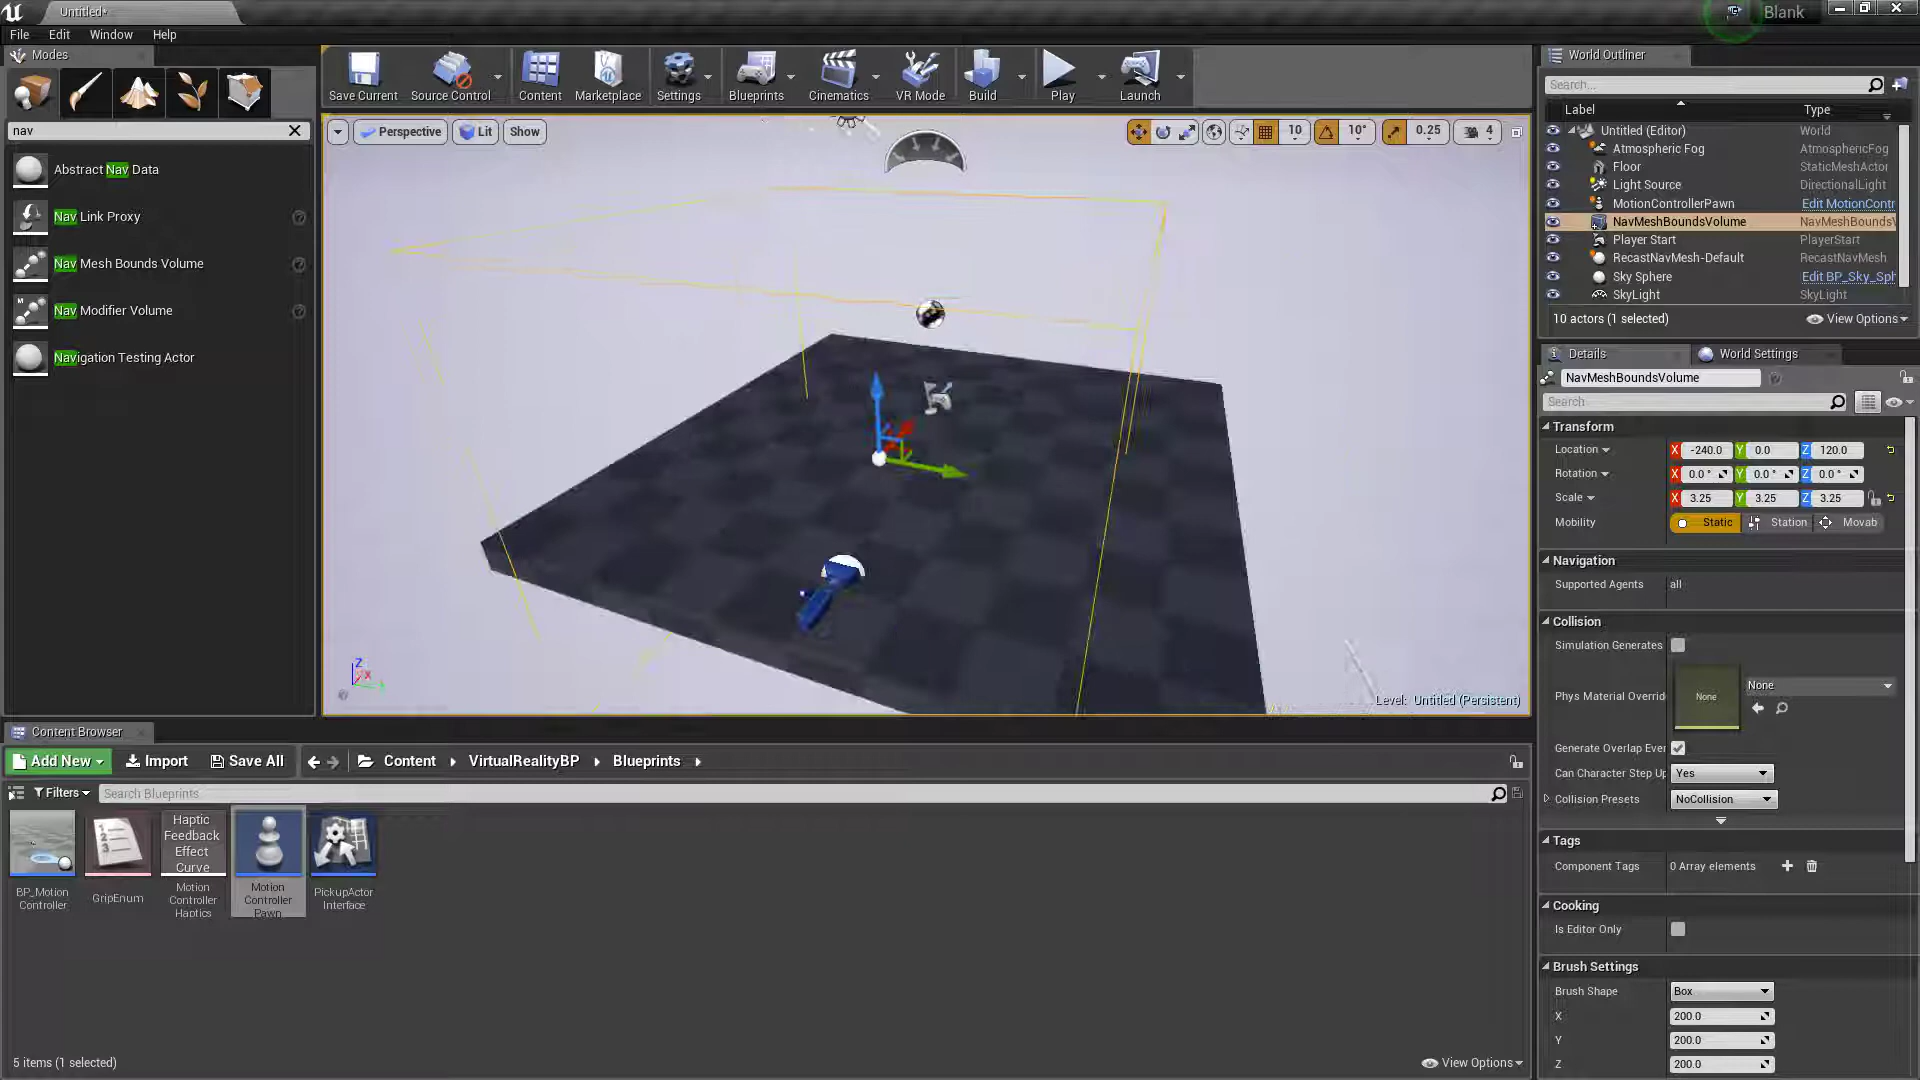 Untitled*
Blank
File Edit Window Help
Modes
nav
Abstract Nav Data
Nav Link Proxy
Nav Mesh Bounds Volume
Nav Modifier Volume
Navigation Testing Actor
Save Current
Source Control
Content
Marketplace
Settings
Blueprints
Cinematics
VR Mode
Build
Play
Launch
Perspective
Lit
Show
10
10°
0.25
4
Level: Untitled (Persistent)
World Outliner
Search...
Label Type
Untitled (Editor) World
Atmospheric Fog AtmosphericFog
Floor StaticMeshActor
Light Source DirectionalLight
MotionControllerPawn Edit MotionContr
NavMeshBoundsVolume NavMeshBoundsV
Player Start PlayerStart
RecastNavMesh-Default RecastNavMesh
Sky Sphere Edit BP_Sky_Sph
SkyLight SkyLight
10 actors (1 selected) View Options
Details World Settings
NavMeshBoundsVolume
Search
Transform
Location X -240.0 Y 0.0 Z 120.0
Rotation X 0.0 ° Y 0.0 ° Z 0.0 °
Scale X 3.25 Y 3.25 Z 3.25
Mobility Static Station Movab
Navigation
Supported Agents all
Collision
Simulation Generates
Phys Material Overrid None None
Generate Overlap Ever
Can Character Step Up Yes
Collision Presets NoCollision
Tags
Component Tags 0 Array elements
Cooking
Is Editor Only
Brush Settings
Brush Shape Box
X 200.0
Y 200.0
Z 200.0
Content Browser
Add New Import Save All Content VirtualRealityBP Blueprints
Filters Search Blueprints
BP_Motion
Controller
GripEnum
Haptic
Feedback
Effect
Curve
Motion
Controller
Haptics
Motion
Controller
Pawn
PickupActor
Interface
5 items (1 selected) View Options